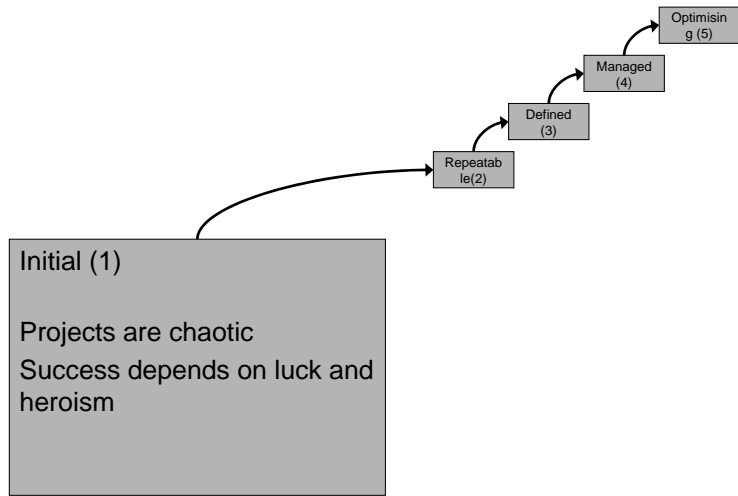 Optimisin
g (5)
Managed
(4)
Defined
(3)
Repeatab
le(2)
Initial (1)
Projects are chaotic
Success depends on luck and
heroism